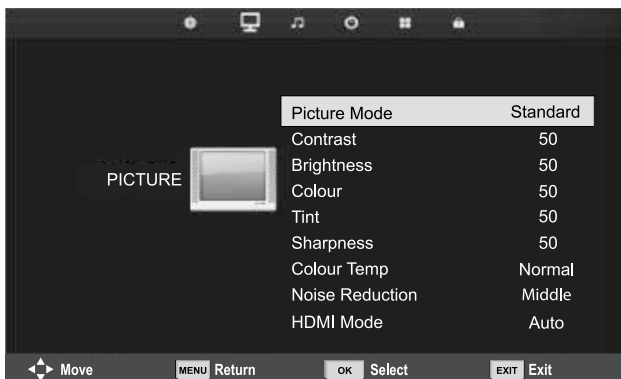 Picture Mode Standard
Contrast 50
Brightness 50
PICTURE
Colour 50
Tint 50
Sharpness 50
Colour Temp Normal
Noise Reduction Middle
HDMI Mode Auto
Move MENU Return OK Select EXIT Exit